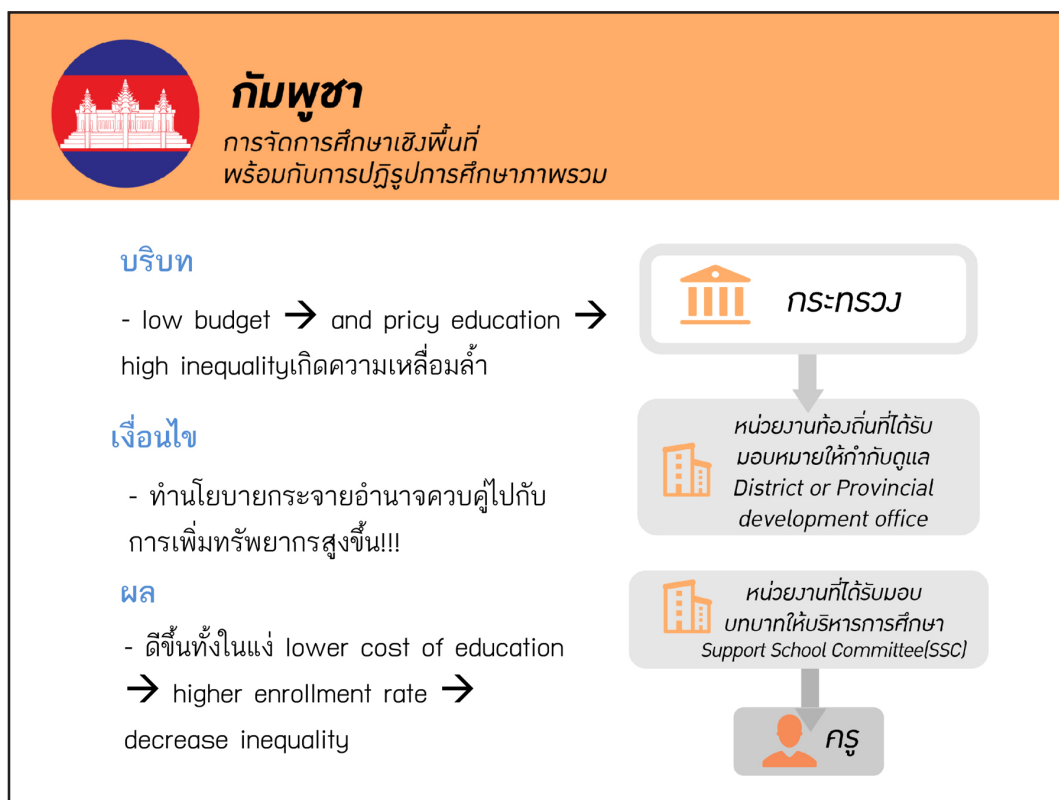 กัมพูชา
การจัดการศึกษาเชิงพื้นที่
พร้อมกับการปฏิรูปการศึกษาภาพรวม
บริบท
- low budget → and pricy education →
high inequalityเกิดความเหลื่อมล้ำ
เงื่อนไข
- ทำนโยบายกระจายอำนาจควบคู่ไปกับ
การเพิ่มทรัพยากรสูงขึ้น!!!
ผล
- ดีขึ้นทั้งในแง่ lower cost of education
→ higher enrollment rate →
decrease inequality
กระทรวง
หน่วยงานท้องถิ่นที่ได้รับ
มอบหมายให้กำกับดูแล
District or Provincial
development office
หน่วยงานที่ได้รับมอบ
บทบาทให้บริหารการศึกษา
Support School Committee(SSC)
ครู